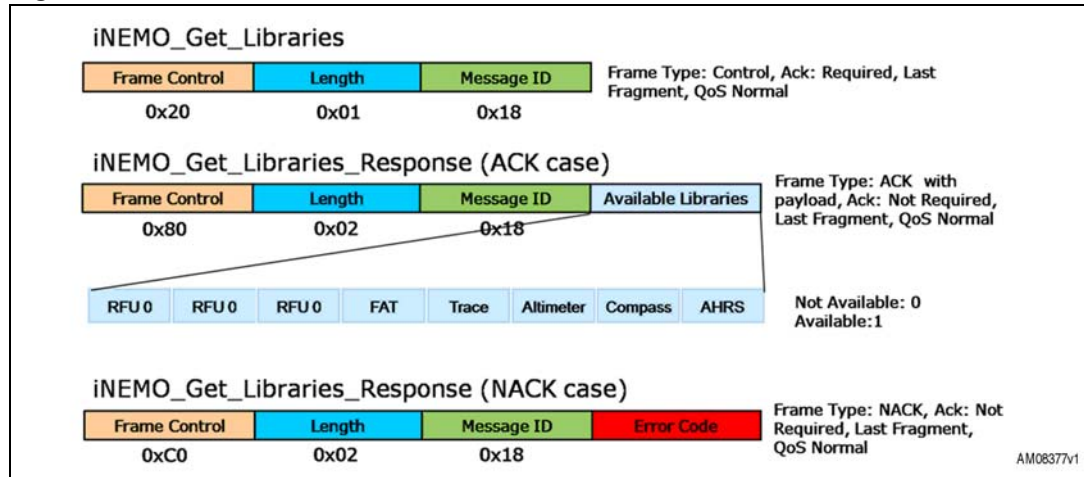 iNEMO_Get_Libraries
Frame Control Length Message ID
0x20 0x01 0x18
Frame Type: Control, Ack: Required, Last
Fragment, QoS Normal
iNEMO_Get_Libraries_Response (ACK case)
Frame Control Length Message ID Available Libraries
0x80 0x02 0x18
Frame Type: ACK with
payload, Ack: Not Required,
Last Fragment, QoS Normal
RFU 0 RFU 0 RFU 0 FAT Trace Altimeter Compass AHRS
Not Available: 0
Available:1
iNEMO_Get_Libraries_Response (NACK case)
Frame Control Length Message ID Error Code
0xC0 0x02 0x18
Frame Type: NACK, Ack: Not
Required, Last Fragment,
QoS Normal
AM08377v1